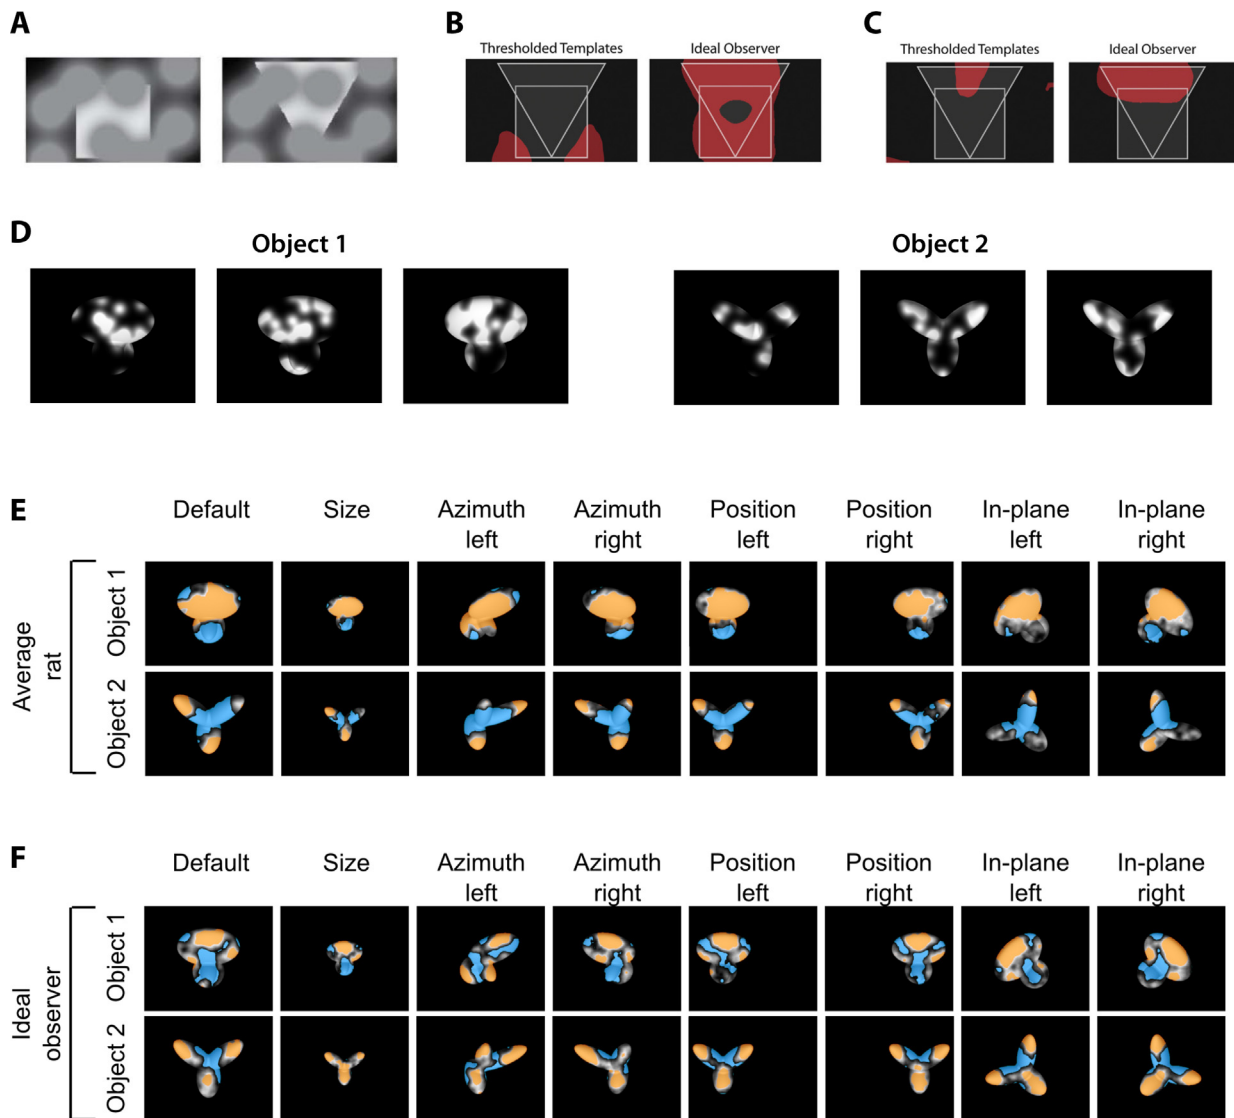 A
B
C
Thresholded Templates
Ideal Observer
Thresholded Templates
Ideal Observer
D
Object 1
Object 2
E
Default
Size
Azimuth left
Azimuth right
Position left
Position right
In-plane left
In-plane right
Average rat
Object 1
Object 2
F
Default
Size
Azimuth left
Azimuth right
Position left
Position right
In-plane left
In-plane right
Ideal observer
Object 1
Object 2